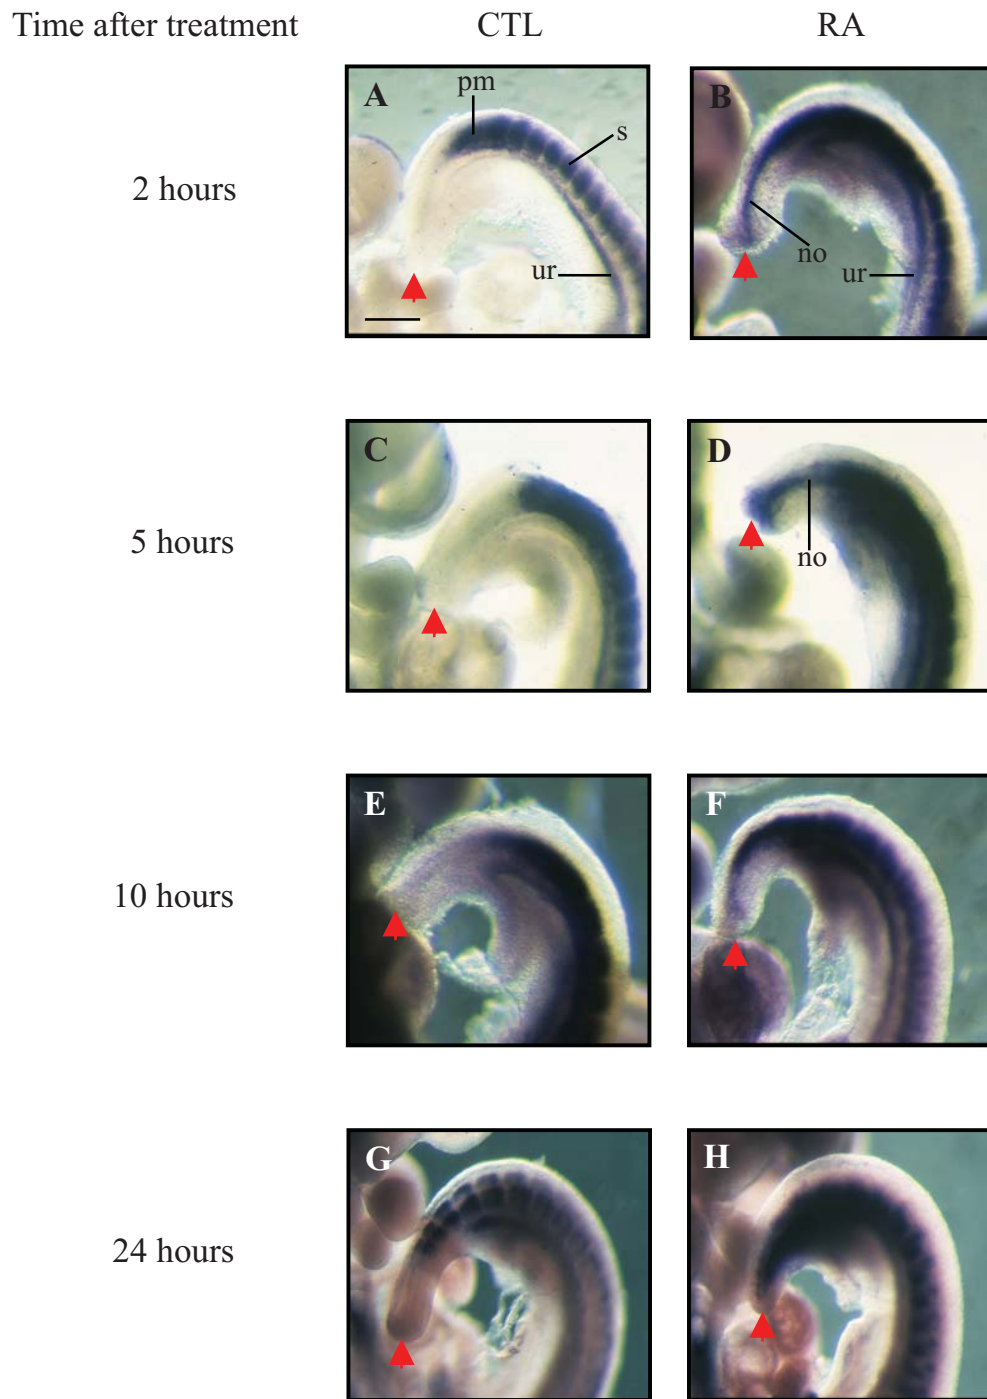 Time after treatment CTL RA
A pm s ur
B no ur
2 hours
C
D no
5 hours
E
F
10 hours
G
H
24 hours